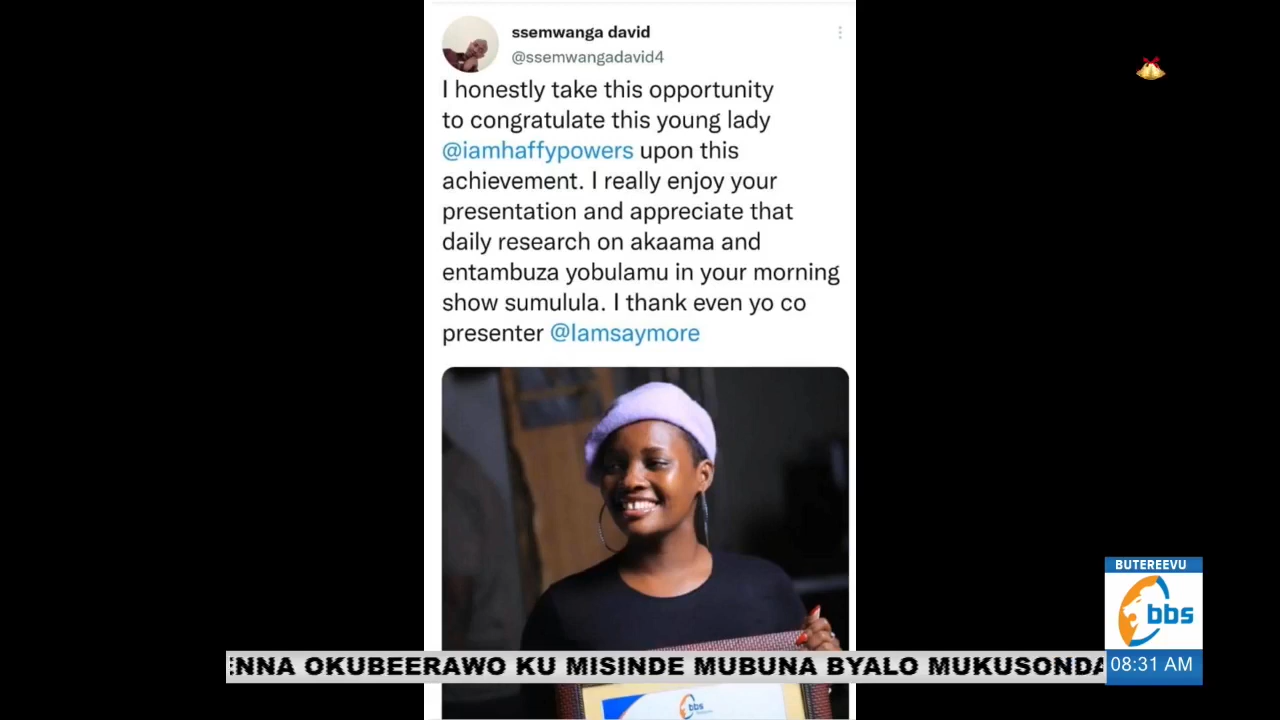 ssemwanga david
@ssemwangadavid4
I honestly take this opportunity
to congratulate this young lady
@iamhaffypowers upon this
achievement. I really enjoy your
presentation and appreciate that
daily research on akaama and
entambuza yobulamu in your morning
show sumulula. I thank even yo co
presenter @Iamsaymore
BUTEREEVU
bbs
OKUBEERAWO KU MISINDE MUBUNA BYALO
08:31 AM
bbs